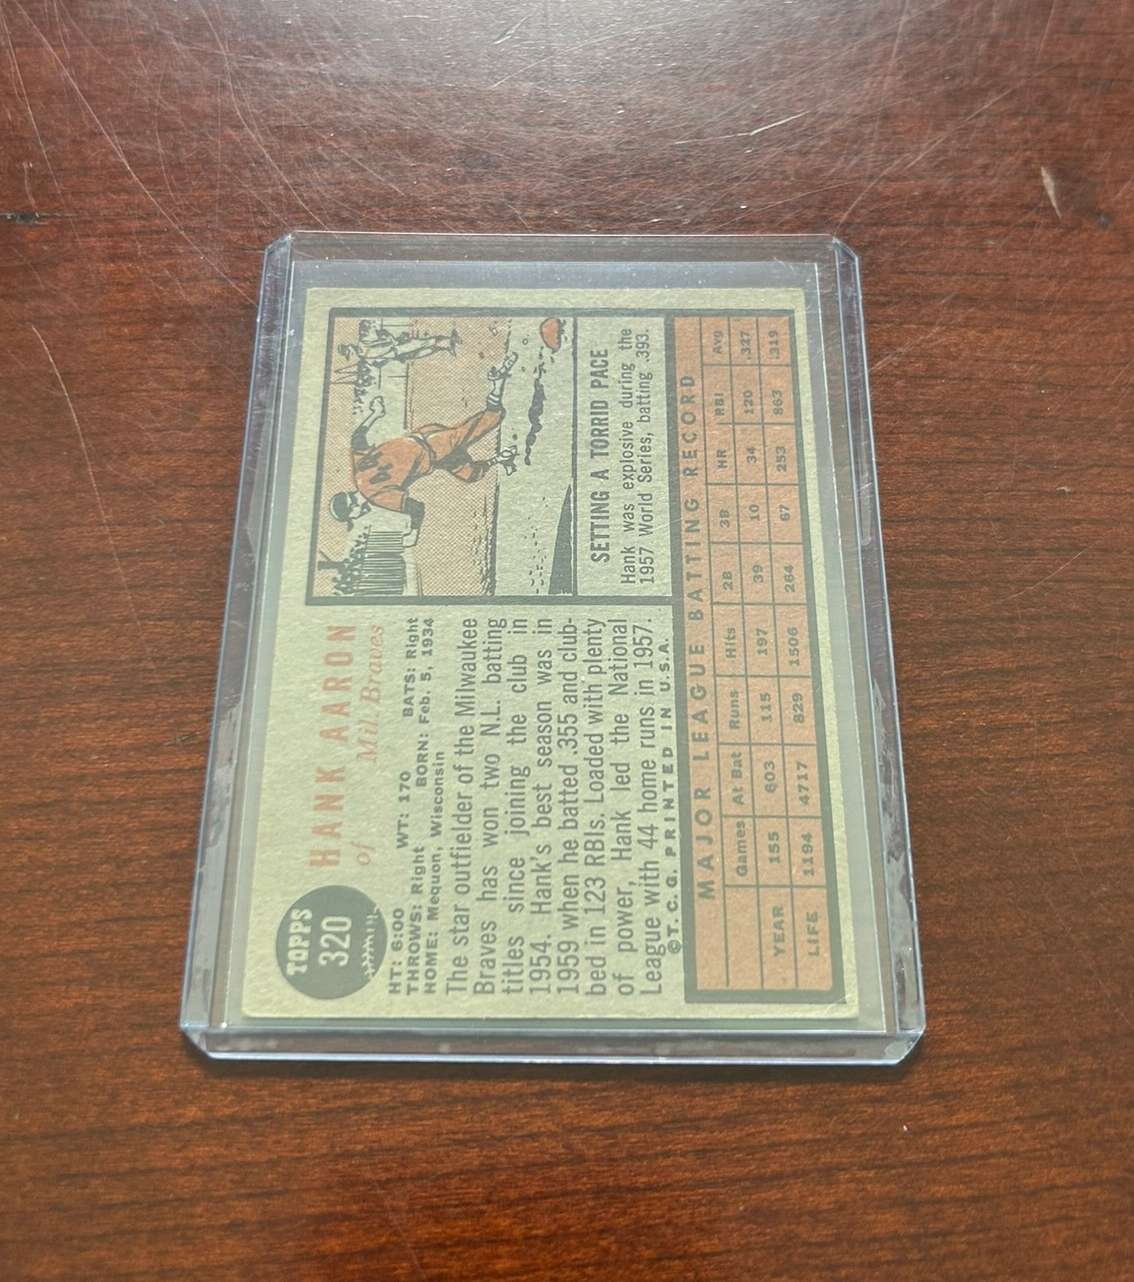 TOPPS
320
HANK AARON
of Mil. Braves
HT: 6:00 WT: 170 BATS: Right
THROWS: Right BORN: Feb. 5, 1934
HOME: Mequon, Wisconsin
The star outfielder of the Milwaukee
Braves has won two N.L. batting
titles since joining the club in
1954. Hank's best season was in
1959 when he batted .355 and club-
bed in 123 RBIs. Loaded with plenty
of power, Hank led the National
League with 44 home runs in 1957.
©T.C.G. PRINTED IN U.S.A.
SETTING A TORRID PACE
Hank was explosive during the
1957 World Series, batting .393.
MAJOR LEAGUE BATTING RECORD
Games At Bat Runs Hits 2B 3B HR RBI Avg
YEAR 155 603 115 197 39 10 34 120 .327
LIFE 1194 4717 829 1506 264 67 253 863 .319